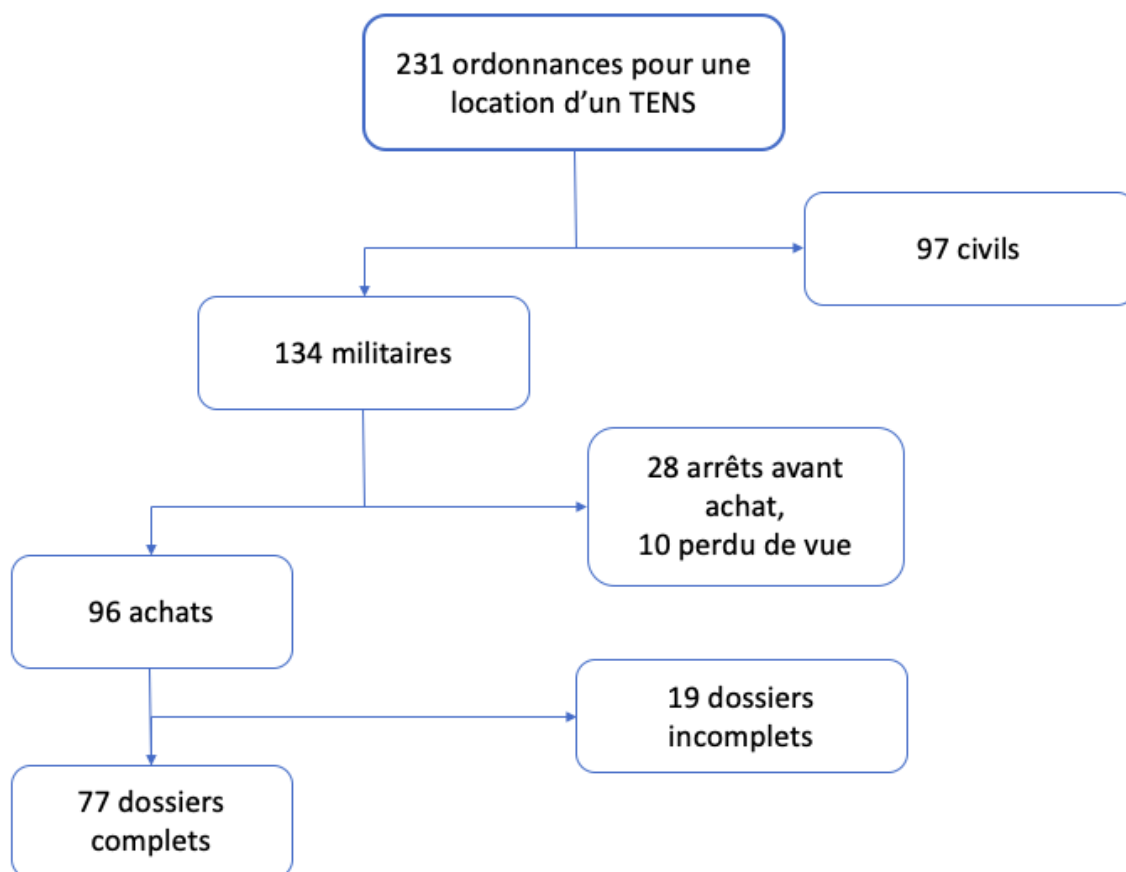 231 ordonnances pour une
location d’un TENS
97 civils
134 militaires
28 arrêts avant
achat,
10 perdu de vue
96 achats
19 dossiers
incomplets
77 dossiers
complets